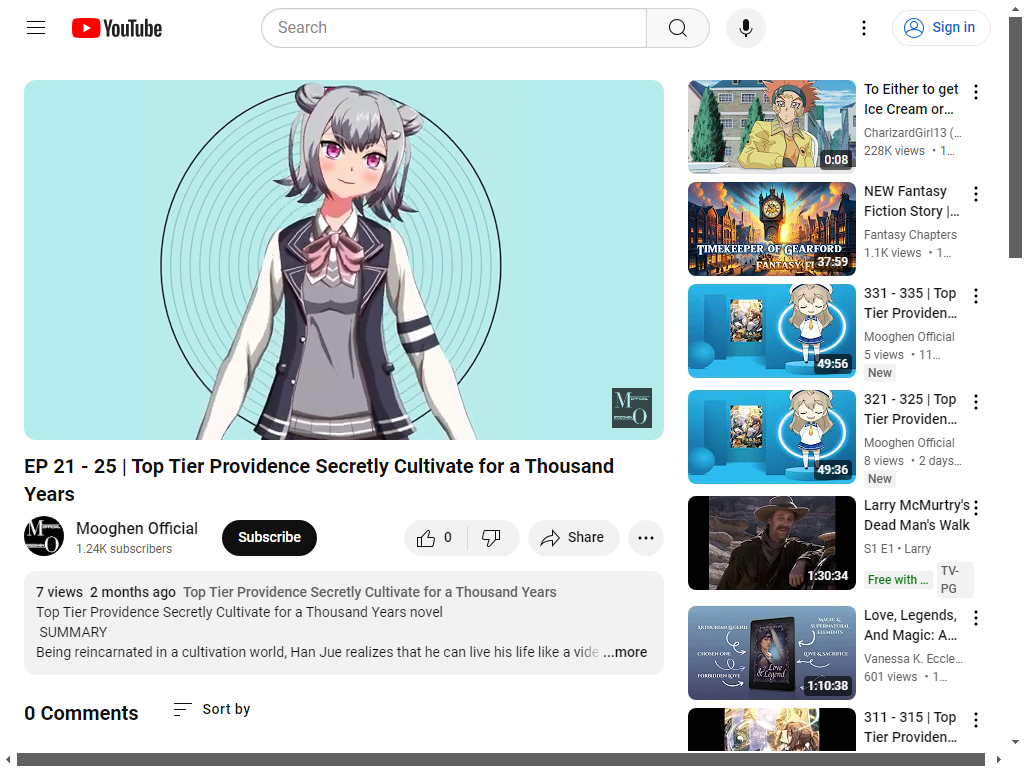 YouTube
Search
Sign in
M
O
EP 21 - 25 | Top Tier Providence Secretly Cultivate for a Thousand
Years
Mooghen Official
1.24K subscribers
Subscribe
0
Share
7 views 2 months ago Top Tier Providence Secretly Cultivate for a Thousand Years
Top Tier Providence Secretly Cultivate for a Thousand Years novel
SUMMARY
Being reincarnated in a cultivation world, Han Jue realizes that he can live his life like a vide ...more
0 Comments
Sort by
0:08
To Either to get
Ice Cream or…
CharizardGirl13 (…
228K views • 1…
TIMEKEEPER OF GEARFORD
37:59
NEW Fantasy
Fiction Story |…
Fantasy Chapters
1.1K views • 1…
49:56
331 - 335 | Top
Tier Providen…
Mooghen Official
5 views • 11…
New
49:36
321 - 325 | Top
Tier Providen…
Mooghen Official
8 views • 2 days…
New
1:30:34
Larry McMurtry's
Dead Man's Walk
S1 E1 • Larry
Free with …
TV-
PG
ARTHURIAN LEGEND
MAGIC &
SUPERNATURAL
ELEMENTS
CHOSEN ONE
LOVE & SACRIFICE
FORBIDDEN LOVE
Love & Legend
1:10:38
Love, Legends,
And Magic: A…
Vanessa K. Eccle…
601 views • 1…
311 - 315 | Top
Tier Providen…